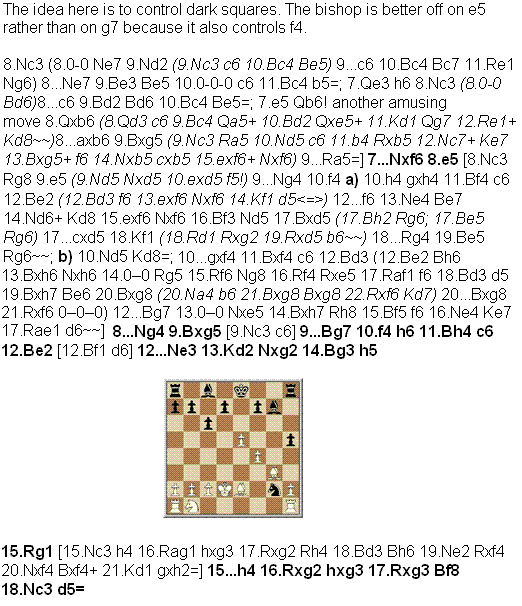 The idea here is to control dark squares. The bishop is better off on e5
rather than on g7 because it also controls f4.
8.Nc3 (8.0-0 Ne7 9.Nd2 (9.Nc3 c6 10.Bc4 Be5) 9...c6 10.Bc4 Bc7 11.Re1
Ng6) 8...Ne7 9.Be3 Be5 10.0-0-0 c6 11.Bc4 b5=; 7.Qe3 h6 8.Nc3 (8.0-0
Bd6)8...c6 9.Bd2 Bd6 10.Bc4 Be5=; 7.e5 Qb6! another amusing
move 8.Qxb6 (8.Qd3 c6 9.Bc4 Qa5+ 10.Bd2 Qxe5+ 11.Kd1 Qg7 12.Re1+
Kd8~~)8...axb6 9.Bxg5 (9.Nc3 Ra5 10.Nd5 c6 11.b4 Rxb5 12.Nc7+ Ke7
13.Bxg5+ f6 14.Nxb5 cxb5 15.exf6+ Nxf6) 9...Ra5=] 7...Nxf6 8.e5 [8.Nc3
Rg8 9.e5 (9.Nd5 Nxd5 10.exd5 f5!) 9...Ng4 10.f4 a) 10.h4 gxh4 11.Bf4 c6
12.Be2 (12.Bd3 f6 13.exf6 Nxf6 14.Kf1 d5<=>) 12...f6 13.Ne4 Be7
14.Nd6+ Kd8 15.exf6 Nxf6 16.Bf3 Nd5 17.Bxd5 (17.Bh2 Rg6; 17.Be5
Rg6) 17...cxd5 18.Kf1 (18.Rd1 Rxg2 19.Rxd5 b6~~) 18...Rg4 19.Be5
Rg6~~; b) 10.Nd5 Kd8=; 10...gxf4 11.Bxf4 c6 12.Bd3 (12.Be2 Bh6
13.Bxh6 Nxh6 14.0–0 Rg5 15.Rf6 Ng8 16.Rf4 Rxe5 17.Raf1 f6 18.Bd3 d5
19.Bxh7 Be6 20.Bxg8 (20.Na4 b6 21.Bxg8 Bxg8 22.Rxf6 Kd7) 20...Bxg8
21.Rxf6 0–0–0) 12...Bg7 13.0–0 Nxe5 14.Bxh7 Rh8 15.Bf5 f6 16.Ne4 Ke7
17.Rae1 d6~~] 8...Ng4 9.Bxg5 [9.Nc3 c6] 9...Bg7 10.f4 h6 11.Bh4 c6
12.Be2 [12.Bf1 d6] 12...Ne3 13.Kd2 Nxg2 14.Bg3 h5
15.Rg1 [15.Nc3 h4 16.Rag1 hxg3 17.Rxg2 Rh4 18.Bd3 Bh6 19.Ne2 Rxf4
20.Nxf4 Bxf4+ 21.Kd1 gxh2=] 15...h4 16.Rxg2 hxg3 17.Rxg3 Bf8
18.Nc3 d5=